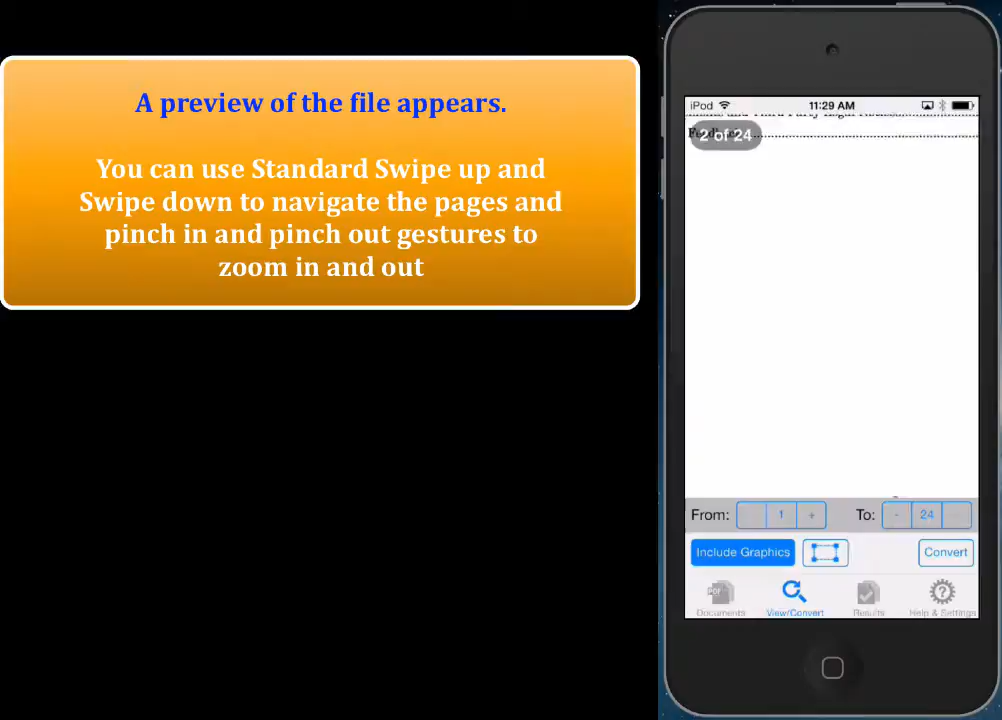 A preview of the file appears.
You can use Standard Swipe up and
Swipe down to navigate the pages and
pinch in and pinch out gestures to
zoom in and out
iPod 11:29 AM
2 of 24
From: 1 + To: - 24
Include Graphics Convert
Documents View/Convert Results Help & Settings